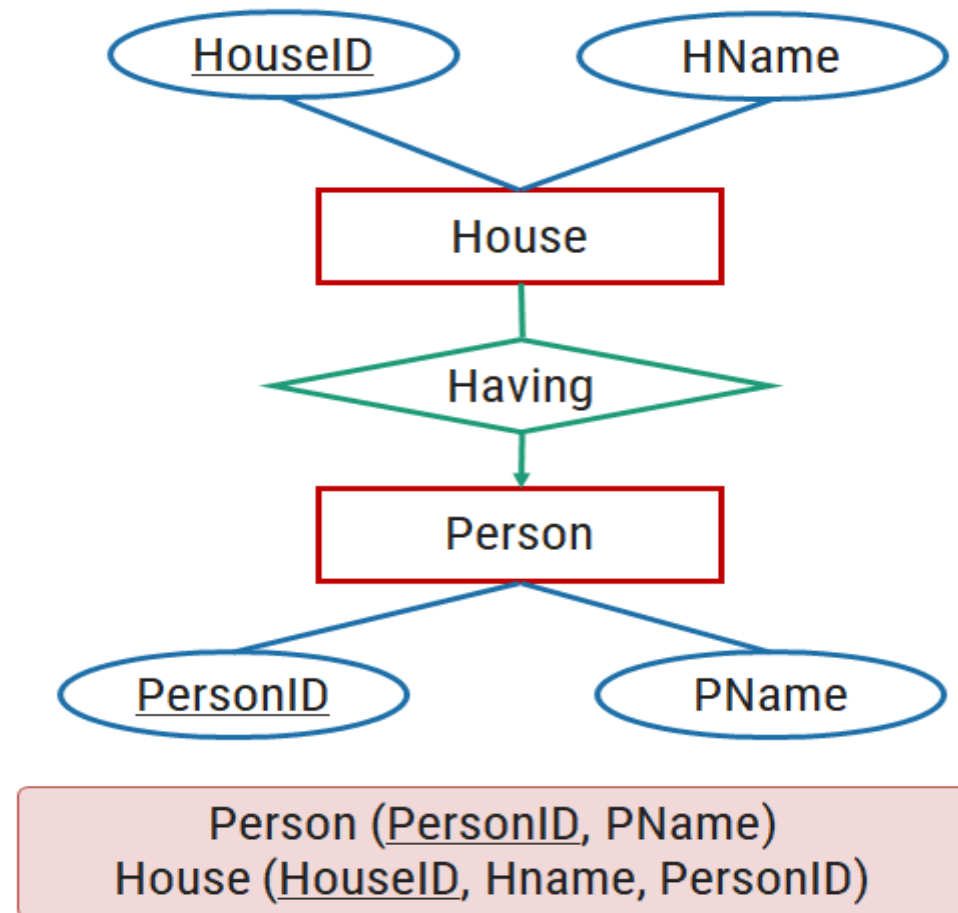 HouseID
HName
House
Having
Person
PersonID
PName
Person (PersonID, PName)
House (HouseID, Hname, PersonID)